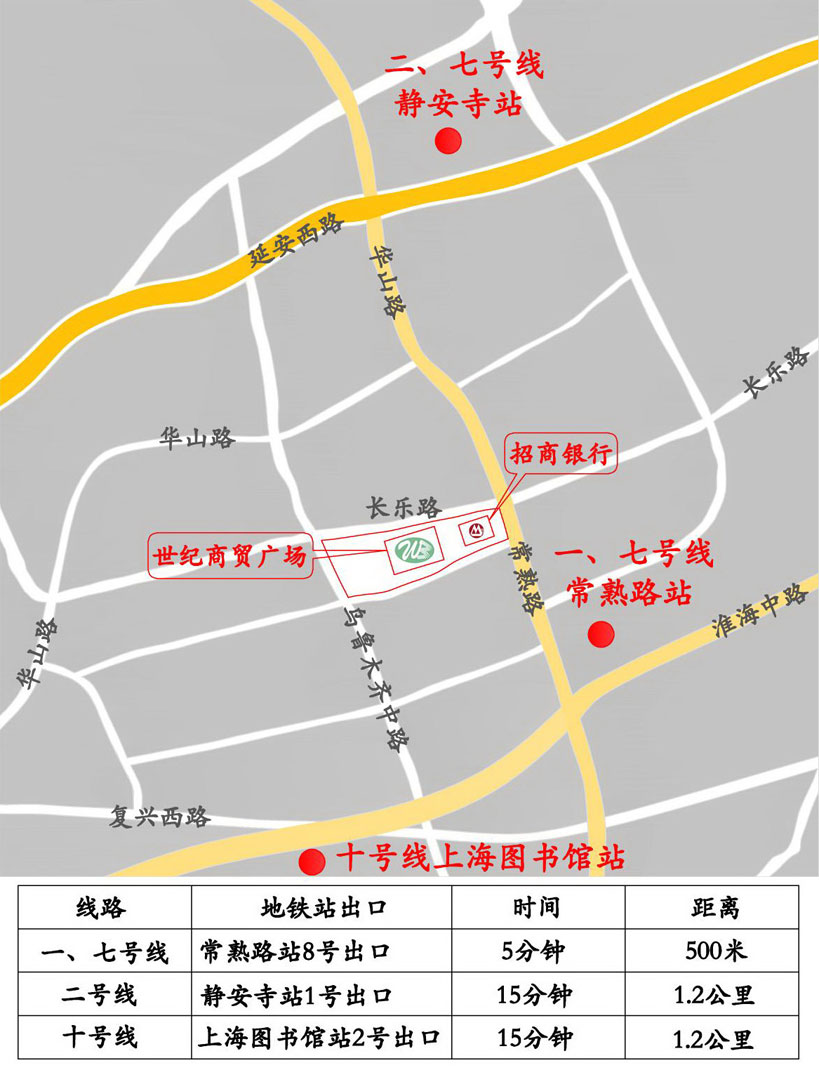 二、七号线
静安寺站
延安西路
华山路
长乐路
华山路
招商银行
长乐路
世纪商贸广场
WB
常熟路
一、七号线
常熟路站
淮海中路
华山路
乌鲁木齐中路
复兴西路
十号线上海图书馆站
线路 地铁站出口 时间 距离
一、七号线 常熟路站8号出口 5分钟 500米
二号线 静安寺站1号出口 15分钟 1.2公里
十号线 上海图书馆站2号出口 15分钟 1.2公里